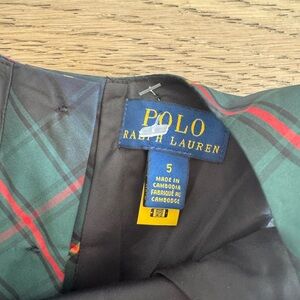 POLO
RALPH LAUREN
5
MADE IN
CAMBODIA
FABRIQUÉ AU
CAMBODGE